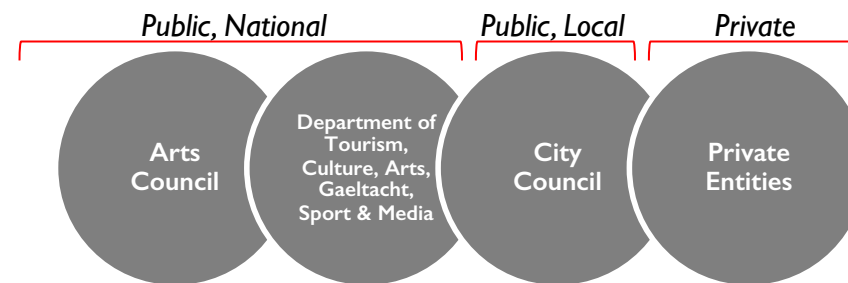 Public, National
Public, Local
Private
Arts
Council
Department of
Tourism,
Culture, Arts,
Gaeltacht,
Sport & Media
City
Council
Private
Entities